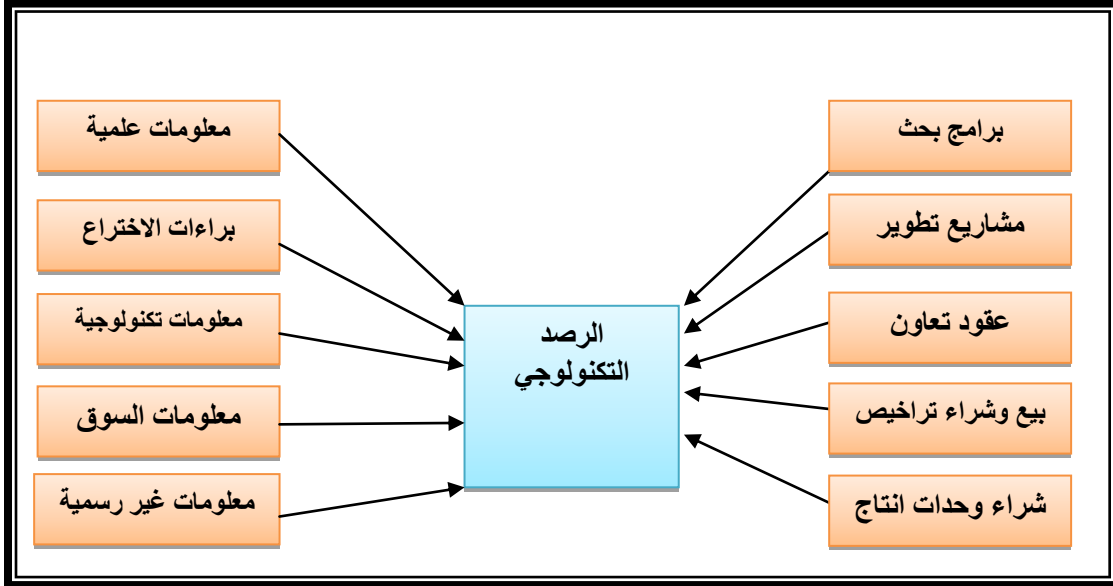 برامج بحث
مشاريع تطوير
عقود تعاون
بيع وشراء تراخيص
شراء وحدات انتاج
الرصد
التكنولوجي
معلومات علمية
براءات الاختراع
معلومات تكنولوجية
معلومات السوق
معلومات غير رسمية